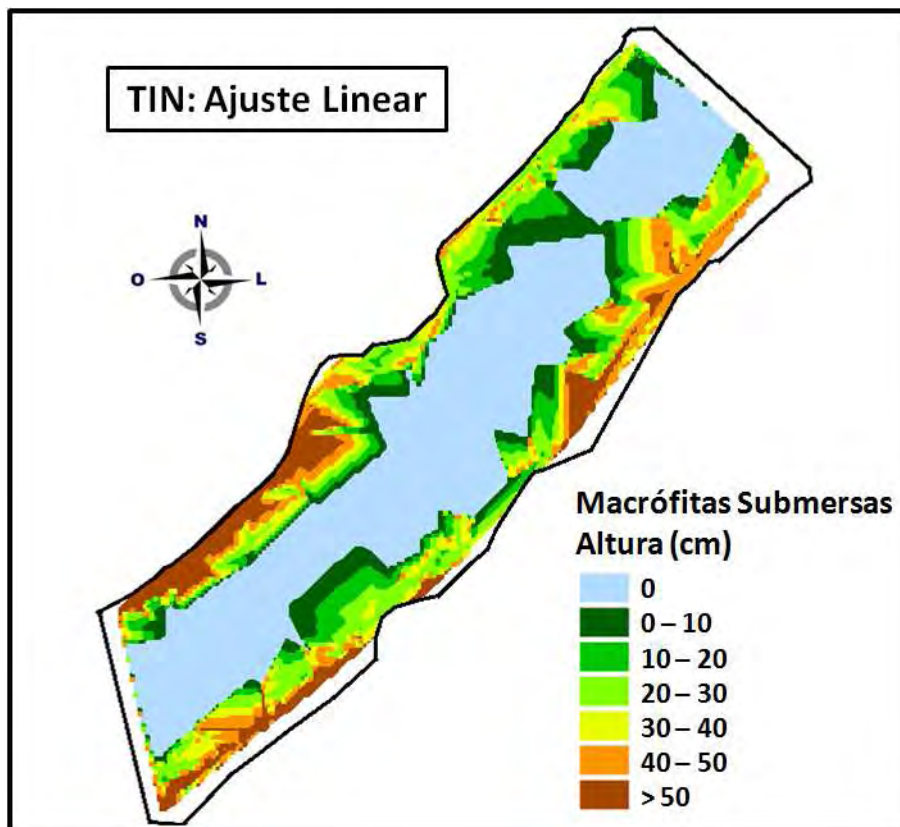 TIN: Ajuste Linear
N
O
L
S
Macrófitas Submersas
Altura (cm)
0
0 – 10
10 – 20
20 – 30
30 – 40
40 – 50
> 50